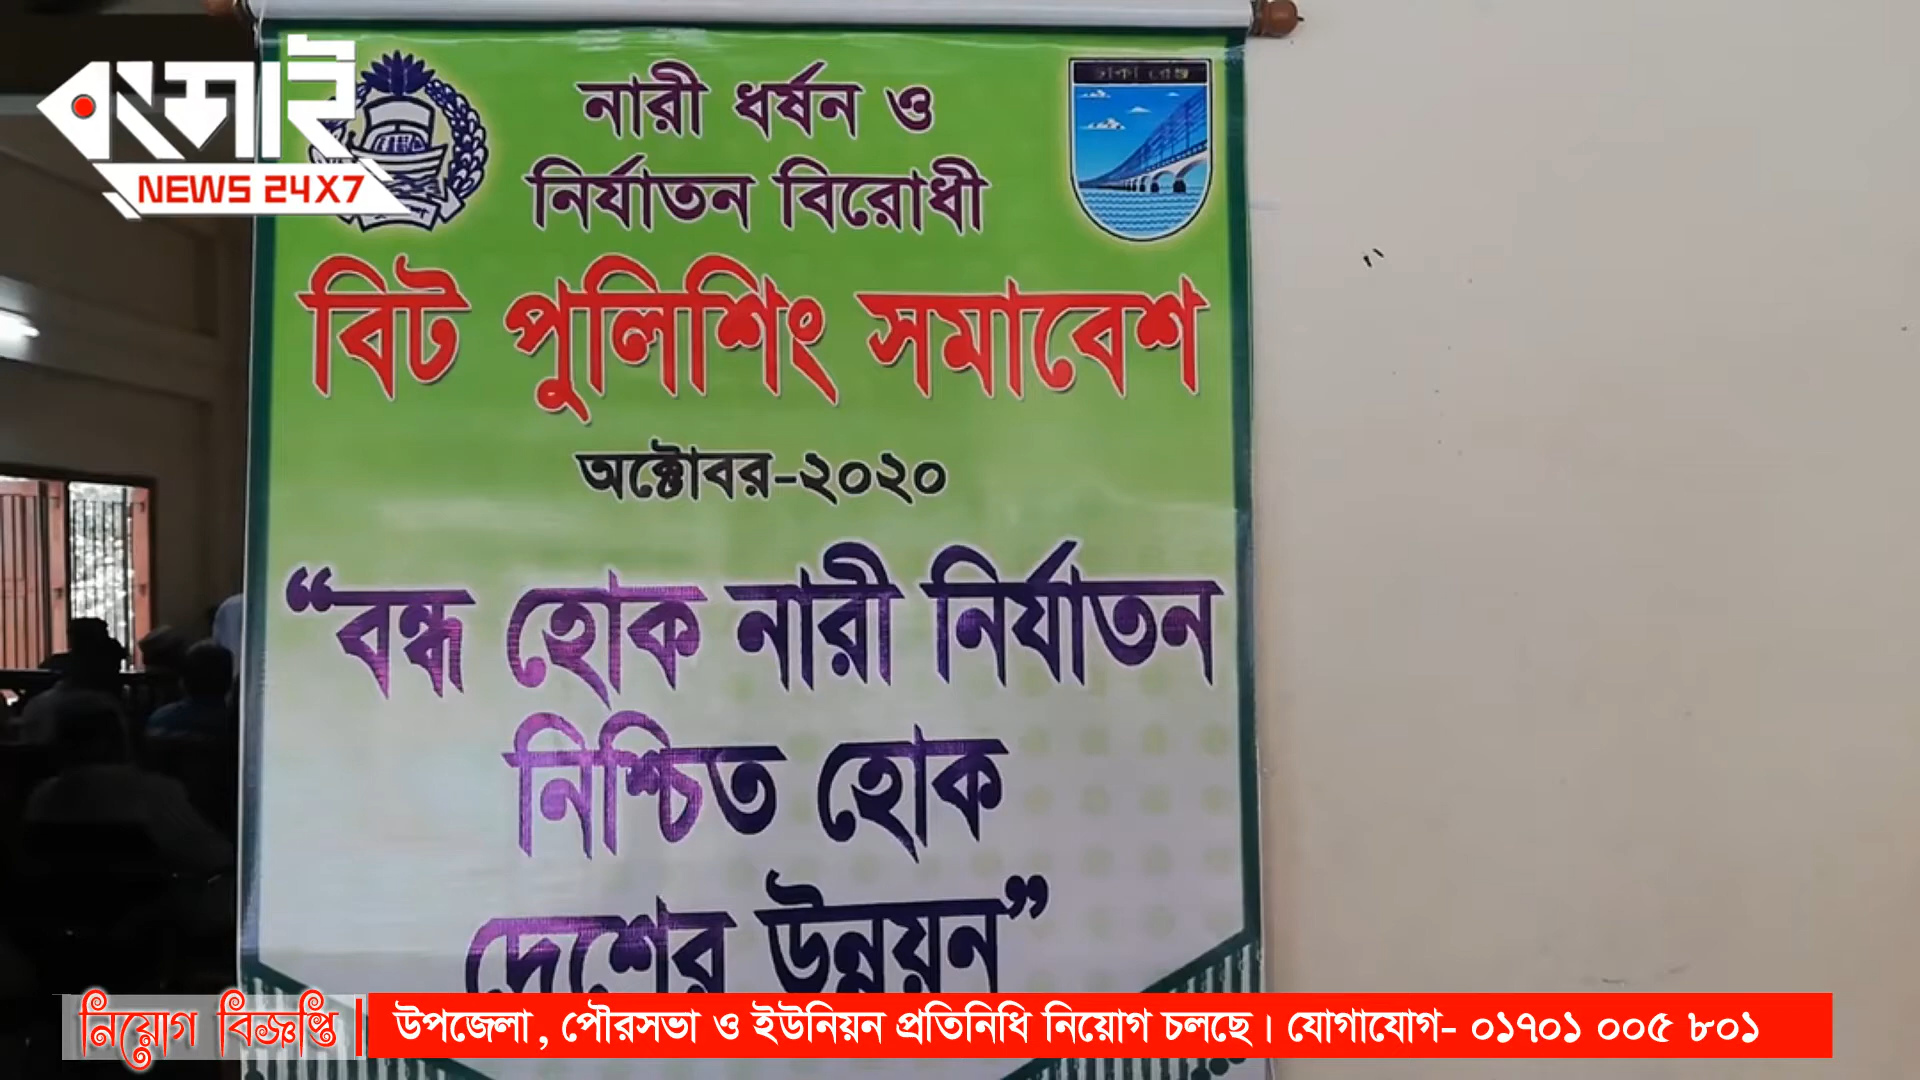 বংশাই
NEWS 24X7
ঢাকা রেঞ্জ
নারী ধর্ষন ও
নির্যাতন বিরোধী
বিট পুলিশিং সমাবেশ
অক্টোবর-২০২০
“বন্ধ হোক নারী নির্যাতন
নিশ্চিত হোক
দেশের উন্নয়ন”
নিয়োগ বিজ্ঞপ্তি
উপজেলা, পৌরসভা ও ইউনিয়ন প্রতিনিধি নিয়োগ চলছে। যোগাযোগ- ০১৭০১ ০০৫ ৮০১